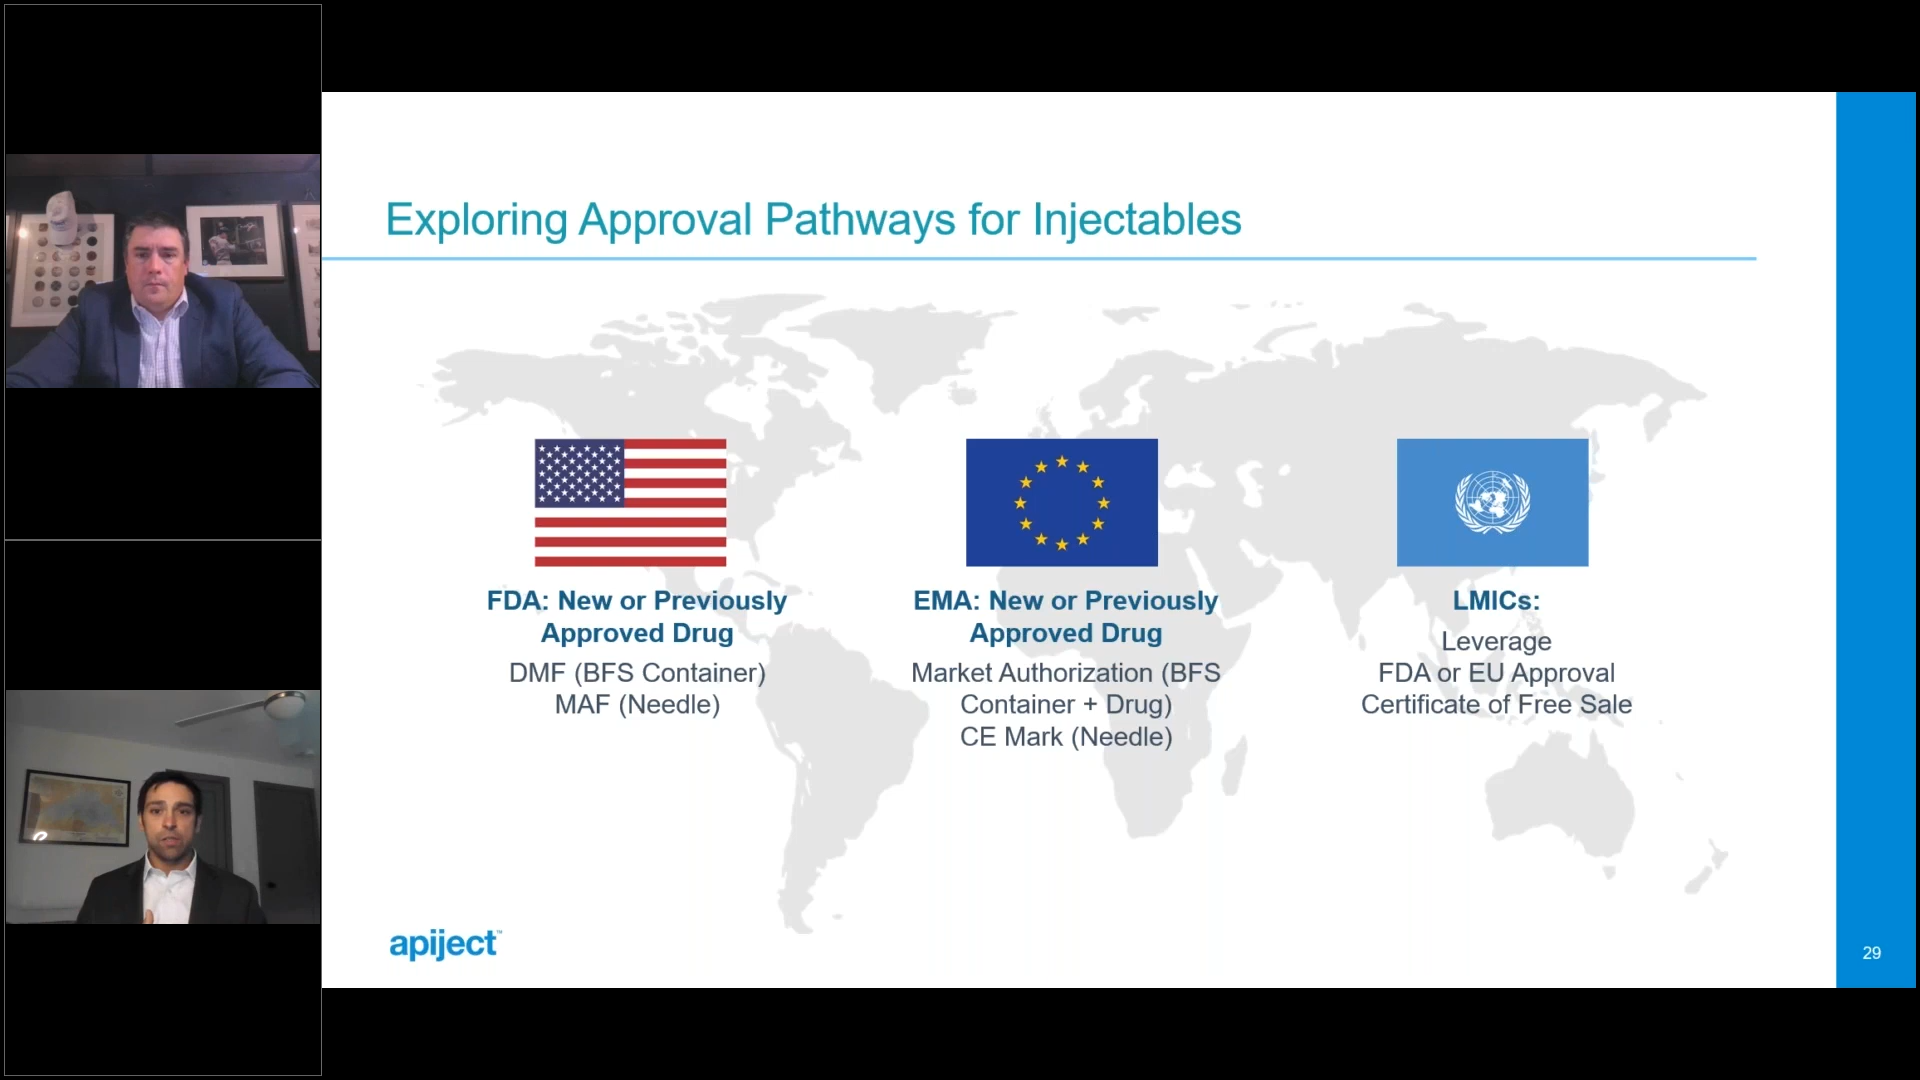 Exploring Approval Pathways for Injectables
FDA: New or Previously
Approved Drug
DMF (BFS Container)
MAF (Needle)
EMA: New or Previously
Approved Drug
Market Authorization (BFS
Container + Drug)
CE Mark (Needle)
LMICs:
Leverage
FDA or EU Approval
Certificate of Free Sale
apiject™
29